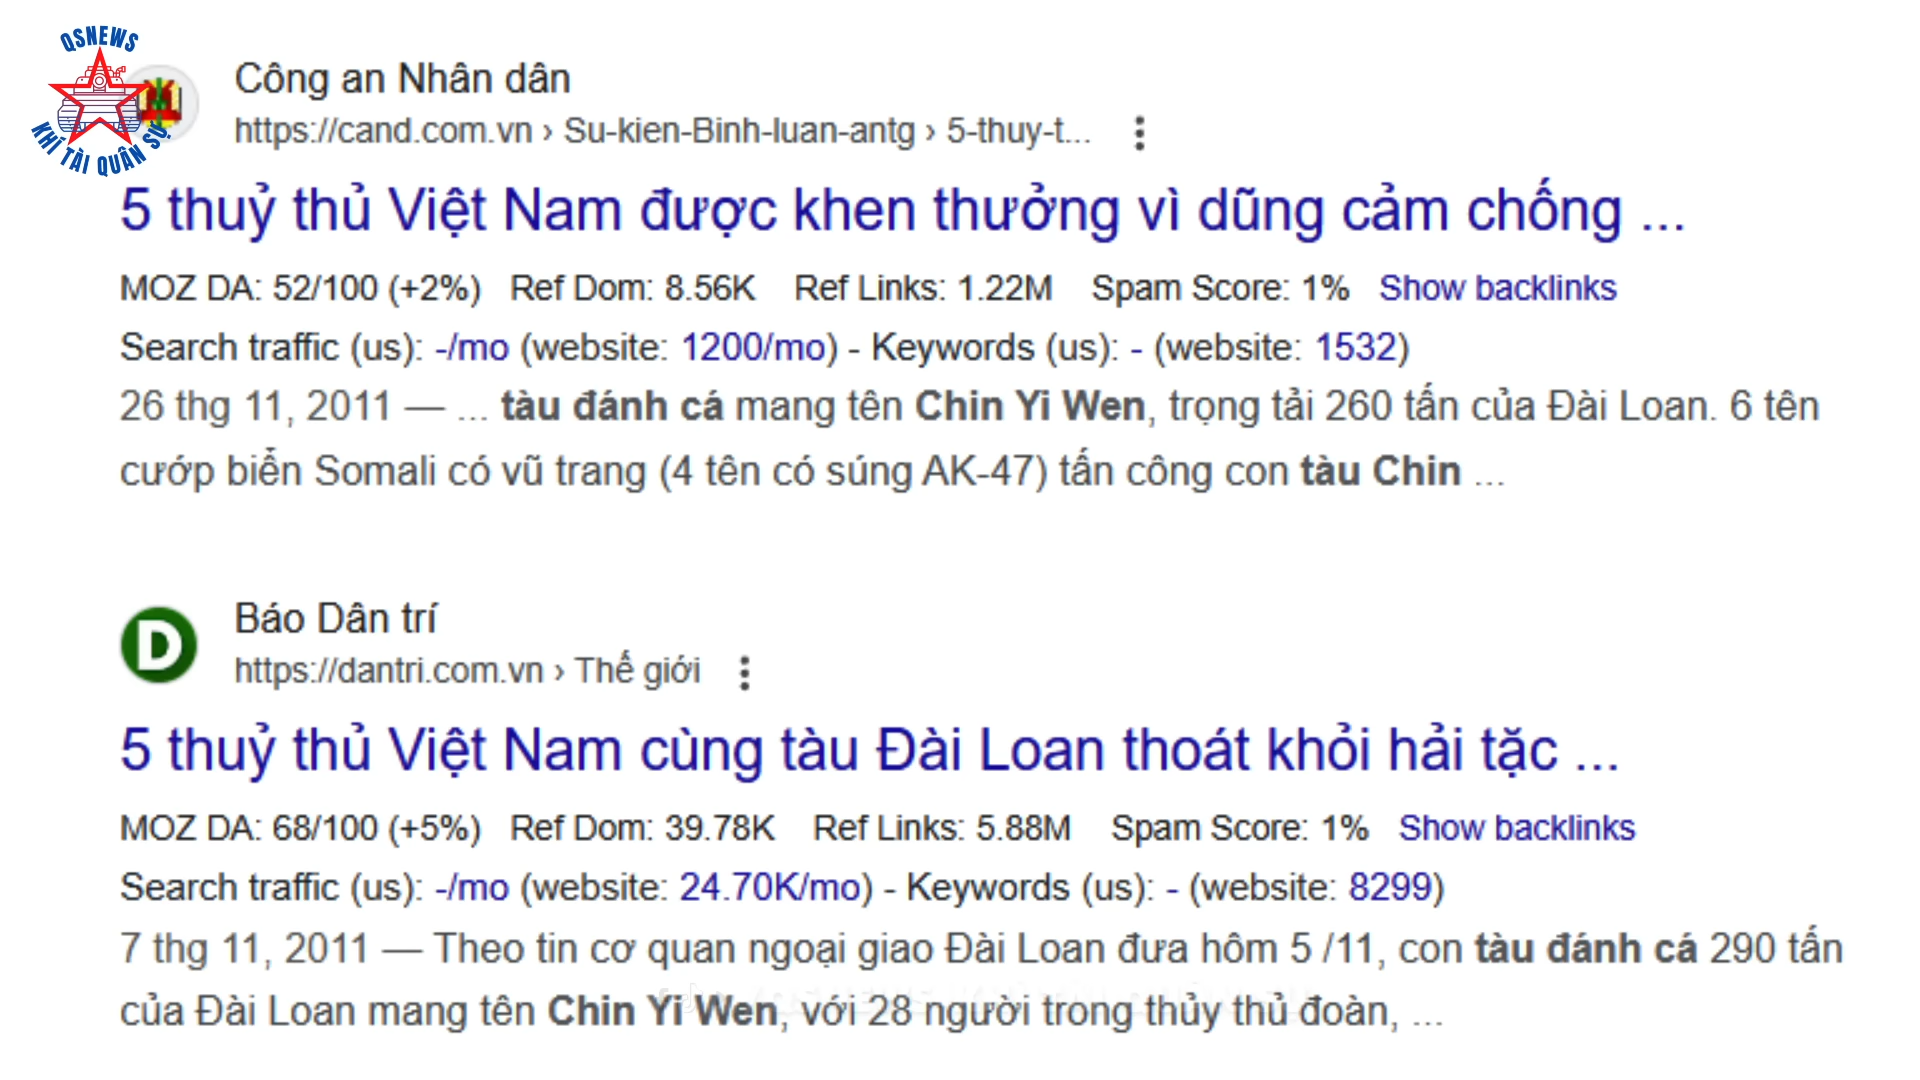 QSNEWS
KHÍ TÀI QUÂN SỰ
Công an Nhân dân
https://cand.com.vn › Su-kien-Binh-luan-antg › 5-thuy-t...
5 thuỷ thủ Việt Nam được khen thưởng vì dũng cảm chống ...
MOZ DA: 52/100 (+2%) Ref Dom: 8.56K Ref Links: 1.22M Spam Score: 1% Show backlinks
Search traffic (us): -/mo (website: 1200/mo) - Keywords (us): - (website: 1532)
26 thg 11, 2011 — ... tàu đánh cá mang tên Chin Yi Wen, trọng tải 260 tấn của Đài Loan. 6 tên
cướp biển Somali có vũ trang (4 tên có súng AK-47) tấn công con tàu Chin ...
D
Báo Dân trí
https://dantri.com.vn › Thế giới
5 thuỷ thủ Việt Nam cùng tàu Đài Loan thoát khỏi hải tặc ...
MOZ DA: 68/100 (+5%) Ref Dom: 39.78K Ref Links: 5.88M Spam Score: 1% Show backlinks
Search traffic (us): -/mo (website: 24.70K/mo) - Keywords (us): - (website: 8299)
7 thg 11, 2011 — Theo tin cơ quan ngoại giao Đài Loan đưa hôm 5 /11, con tàu đánh cá 290 tấn
của Đài Loan mang tên Chin Yi Wen, với 28 người trong thủy thủ đoàn, ...